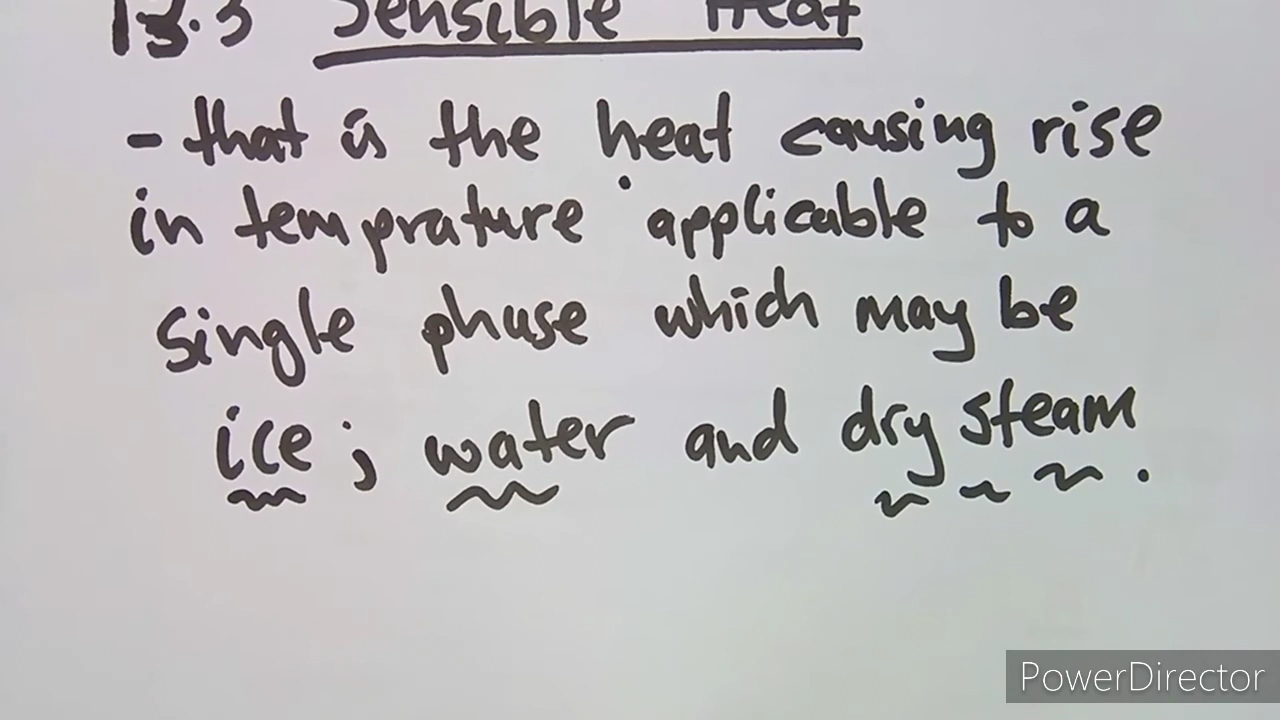 13.3 Sensible Heat
- that is the heat causing rise
in temprature applicable to a
single phase which may be
ice; water and dry steam.
PowerDirector